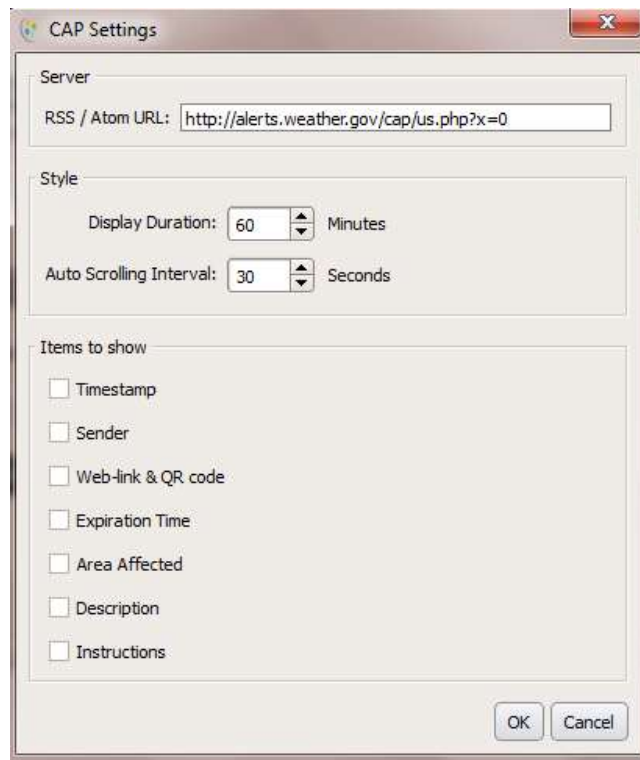 CAP Settings
Server
RSS / Atom URL: http://alerts.weather.gov/cap/us.php?x=0
Style
Display Duration: 60 Minutes
Auto Scrolling Interval: 30 Seconds
Items to show
Timestamp
Sender
Web-link & QR code
Expiration Time
Area Affected
Description
Instructions
OK Cancel